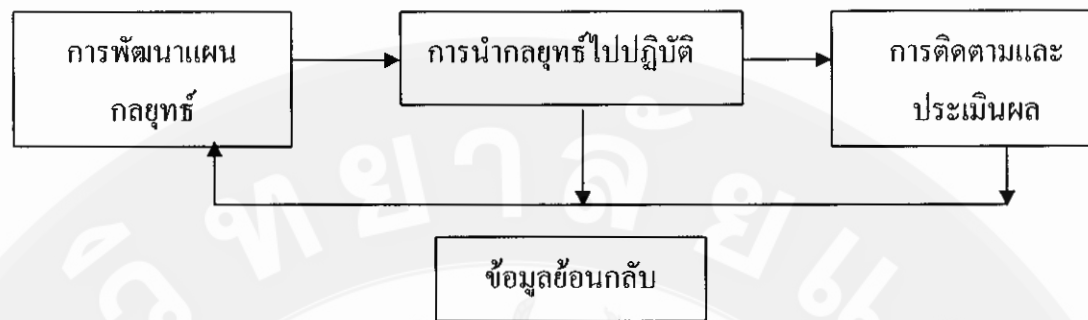 การพัฒนาแผน
กลยุทธ์
การนำกลยุทธ์ไปปฏิบัติ
การติดตามและ
ประเมินผล
ข้อมูลย้อนกลับ